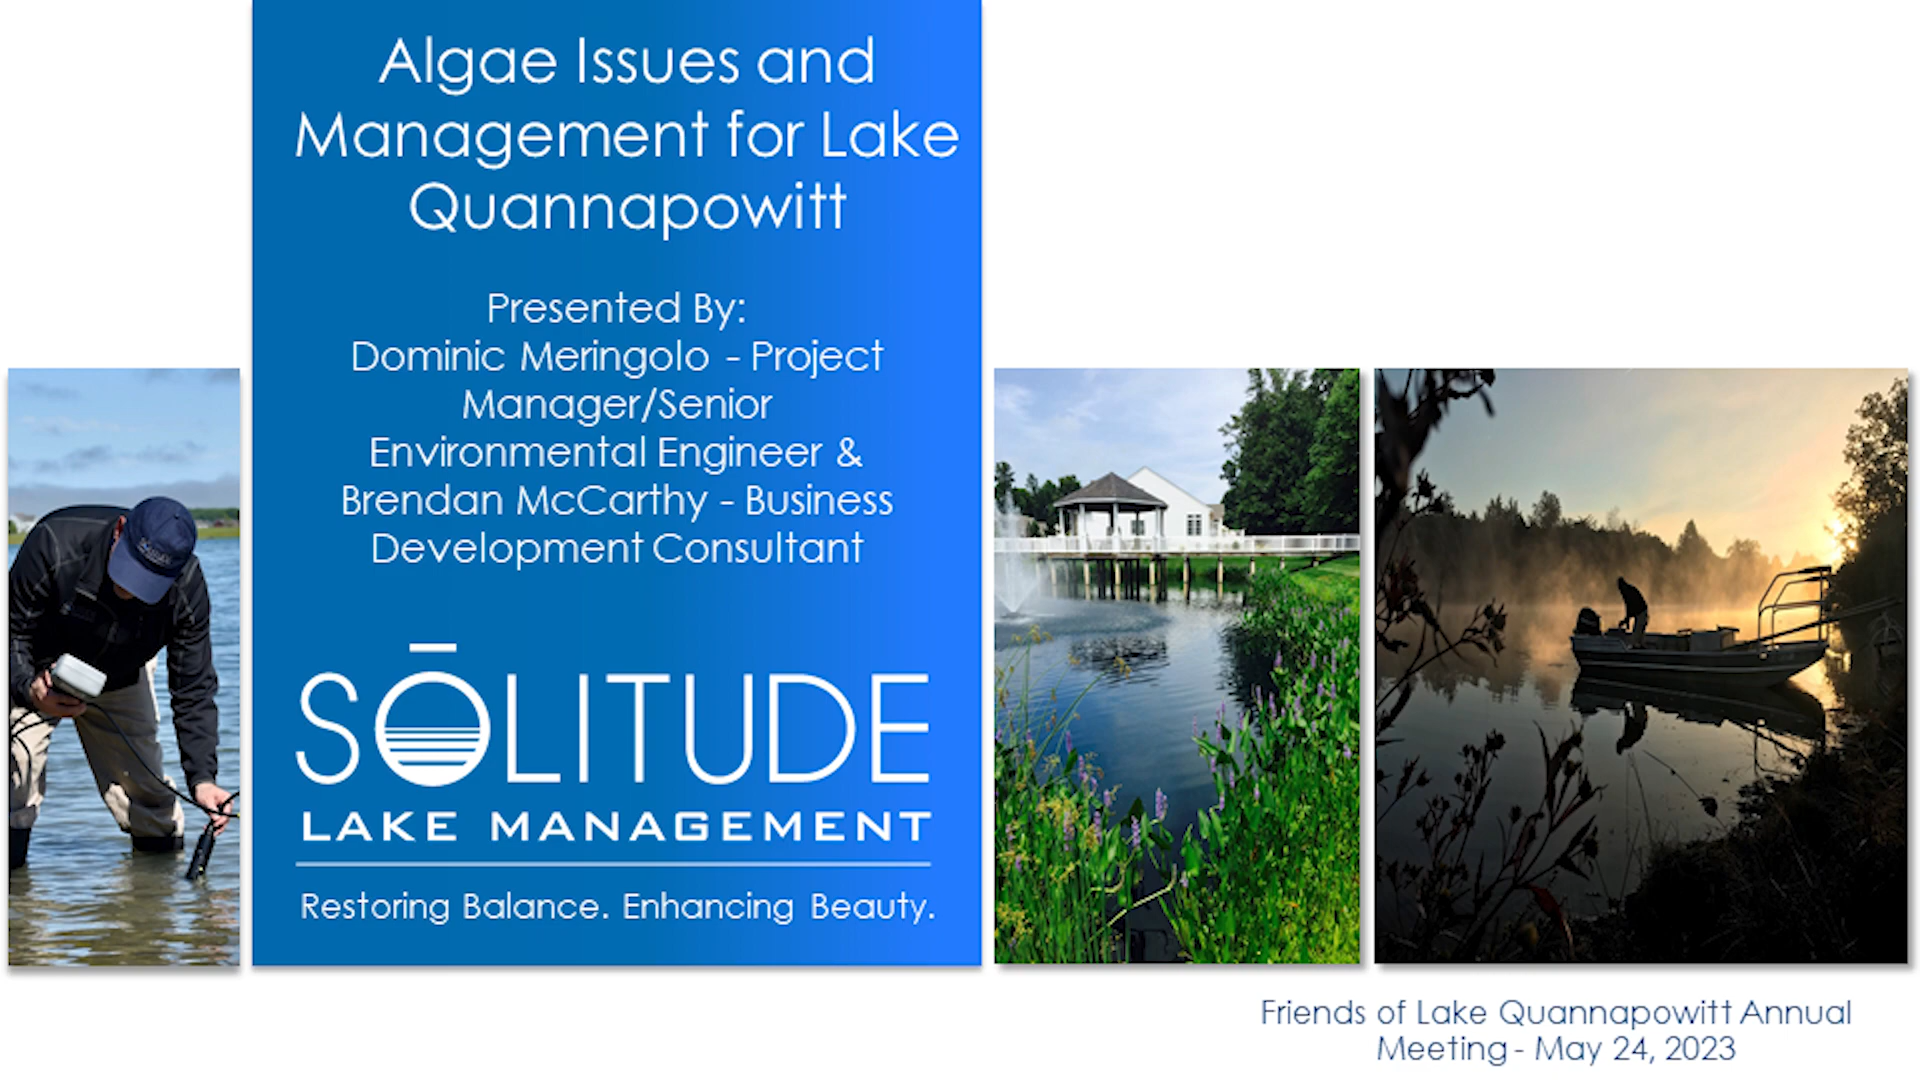 Algae Issues and
Management for Lake
Quannapowitt
Presented By:
Dominic Meringolo - Project
Manager/Senior
Environmental Engineer &
Brendan McCarthy - Business
Development Consultant
SŌLITUDE
LAKE MANAGEMENT
Restoring Balance. Enhancing Beauty.
Friends of Lake Quannapowitt Annual
Meeting - May 24, 2023